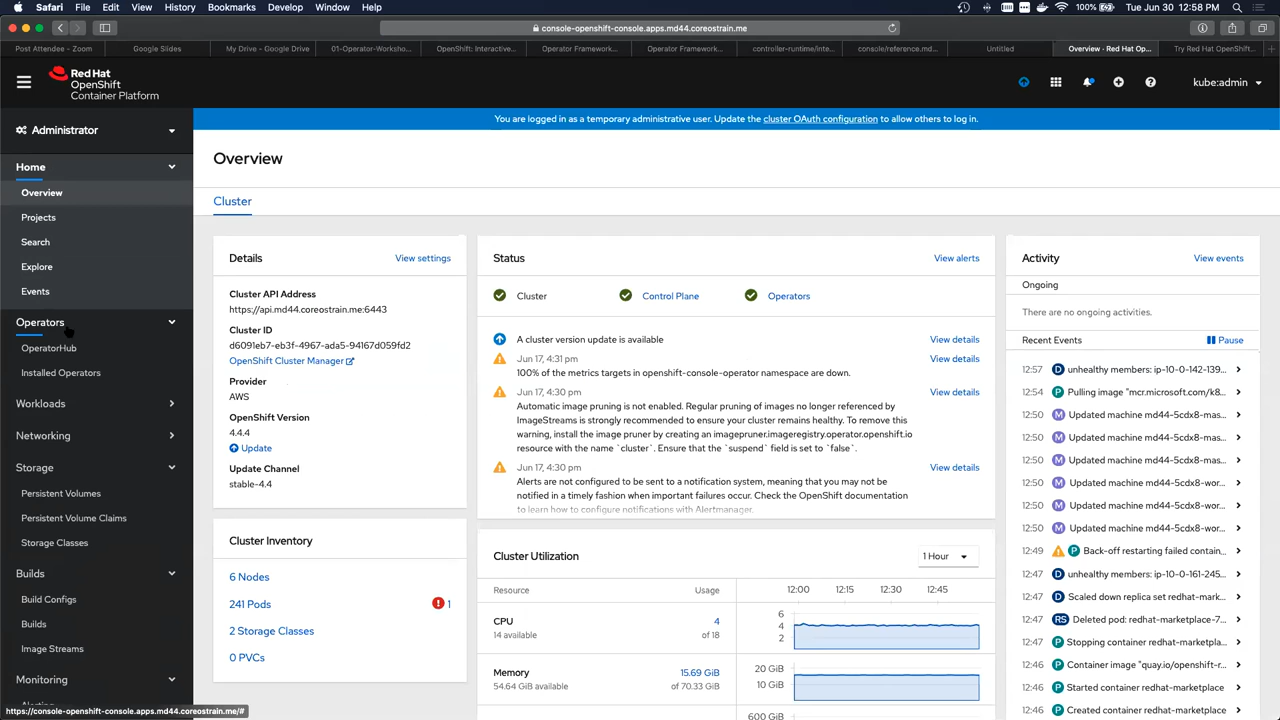 Safari File Edit View History Bookmarks Develop Window Help
100% Tue Jun 30 12:58 PM
console-openshift-console.apps.md44.coreostrain.me
Post Attendee - Zoom Google Slides My Drive - Google Drive 01-Operator-Worksho... OpenShift: Interactive... Operator Framework... Operator Framework... controller-runtime/inte... console/reference.md... Untitled Overview - Red Hat Op... Try Red Hat OpenShift...
Red Hat
OpenShift
Container Platform
kube:admin
Administrator
Home
Overview
Projects
Search
Explore
Events
Operators
OperatorHub
Installed Operators
Workloads
Networking
Storage
Persistent Volumes
Persistent Volume Claims
Storage Classes
Builds
Build Configs
Builds
Image Streams
Monitoring
https://console-openshift-console.apps.md44.coreostrain.me/#
You are logged in as a temporary administrative user. Update the cluster OAuth configuration to allow others to log in.
Overview
Cluster
Details View settings
Cluster API Address
https://api.md44.coreostrain.me:6443
Cluster ID
d6091eb7-eb3f-4967-ada5-94167d059fd2
OpenShift Cluster Manager
Provider
AWS
OpenShift Version
4.4.4
Update
Update Channel
stable-4.4
Cluster Inventory
6 Nodes
241 Pods 1
2 Storage Classes
0 PVCs
Status View alerts
Cluster Control Plane Operators
A cluster version update is available View details
Jun 17, 4:31 pm View details
100% of the metrics targets in openshift-console-operator namespace are down.
Jun 17, 4:30 pm View details
Automatic image pruning is not enabled. Regular pruning of images no longer referenced by
ImageStreams is strongly recommended to ensure your cluster remains healthy. To remove this
warning, install the image pruner by creating an imagepruner.imageregistry.operator.openshift.io
resource with the name `cluster`. Ensure that the `suspend` field is set to `false`.
Jun 17, 4:30 pm View details
Alerts are not configured to be sent to a notification system, meaning that you may not be
notified in a timely fashion when important failures occur. Check the OpenShift documentation
to learn how to configure notifications with Alertmanager.
Cluster Utilization 1 Hour
Resource Usage 12:00 12:15 12:30 12:45
CPU 4
14 available of 18
6
4
2
Memory 15.69 GiB
54.64 GiB available of 70.33 GiB
20 GiB
10 GiB
600 GiB
Activity View events
Ongoing
There are no ongoing activities.
Recent Events Pause
12:57 D unhealthy members: ip-10-0-142-139...
12:54 P Pulling image "mcr.microsoft.com/k8...
12:50 M Updated machine md44-5cdx8-mas...
12:50 M Updated machine md44-5cdx8-mas...
12:50 M Updated machine md44-5cdx8-mas...
12:50 M Updated machine md44-5cdx8-wor...
12:50 M Updated machine md44-5cdx8-wor...
12:50 M Updated machine md44-5cdx8-wor...
12:49 P Back-off restarting failed contain...
12:47 D unhealthy members: ip-10-0-161-245...
12:47 D Scaled down replica set redhat-mark...
12:47 RS Deleted pod: redhat-marketplace-7...
12:47 P Stopping container redhat-marketpla...
12:46 P Container image "quay.io/openshift-r...
12:46 P Started container redhat-marketplace
12:46 P Created container redhat-marketplace